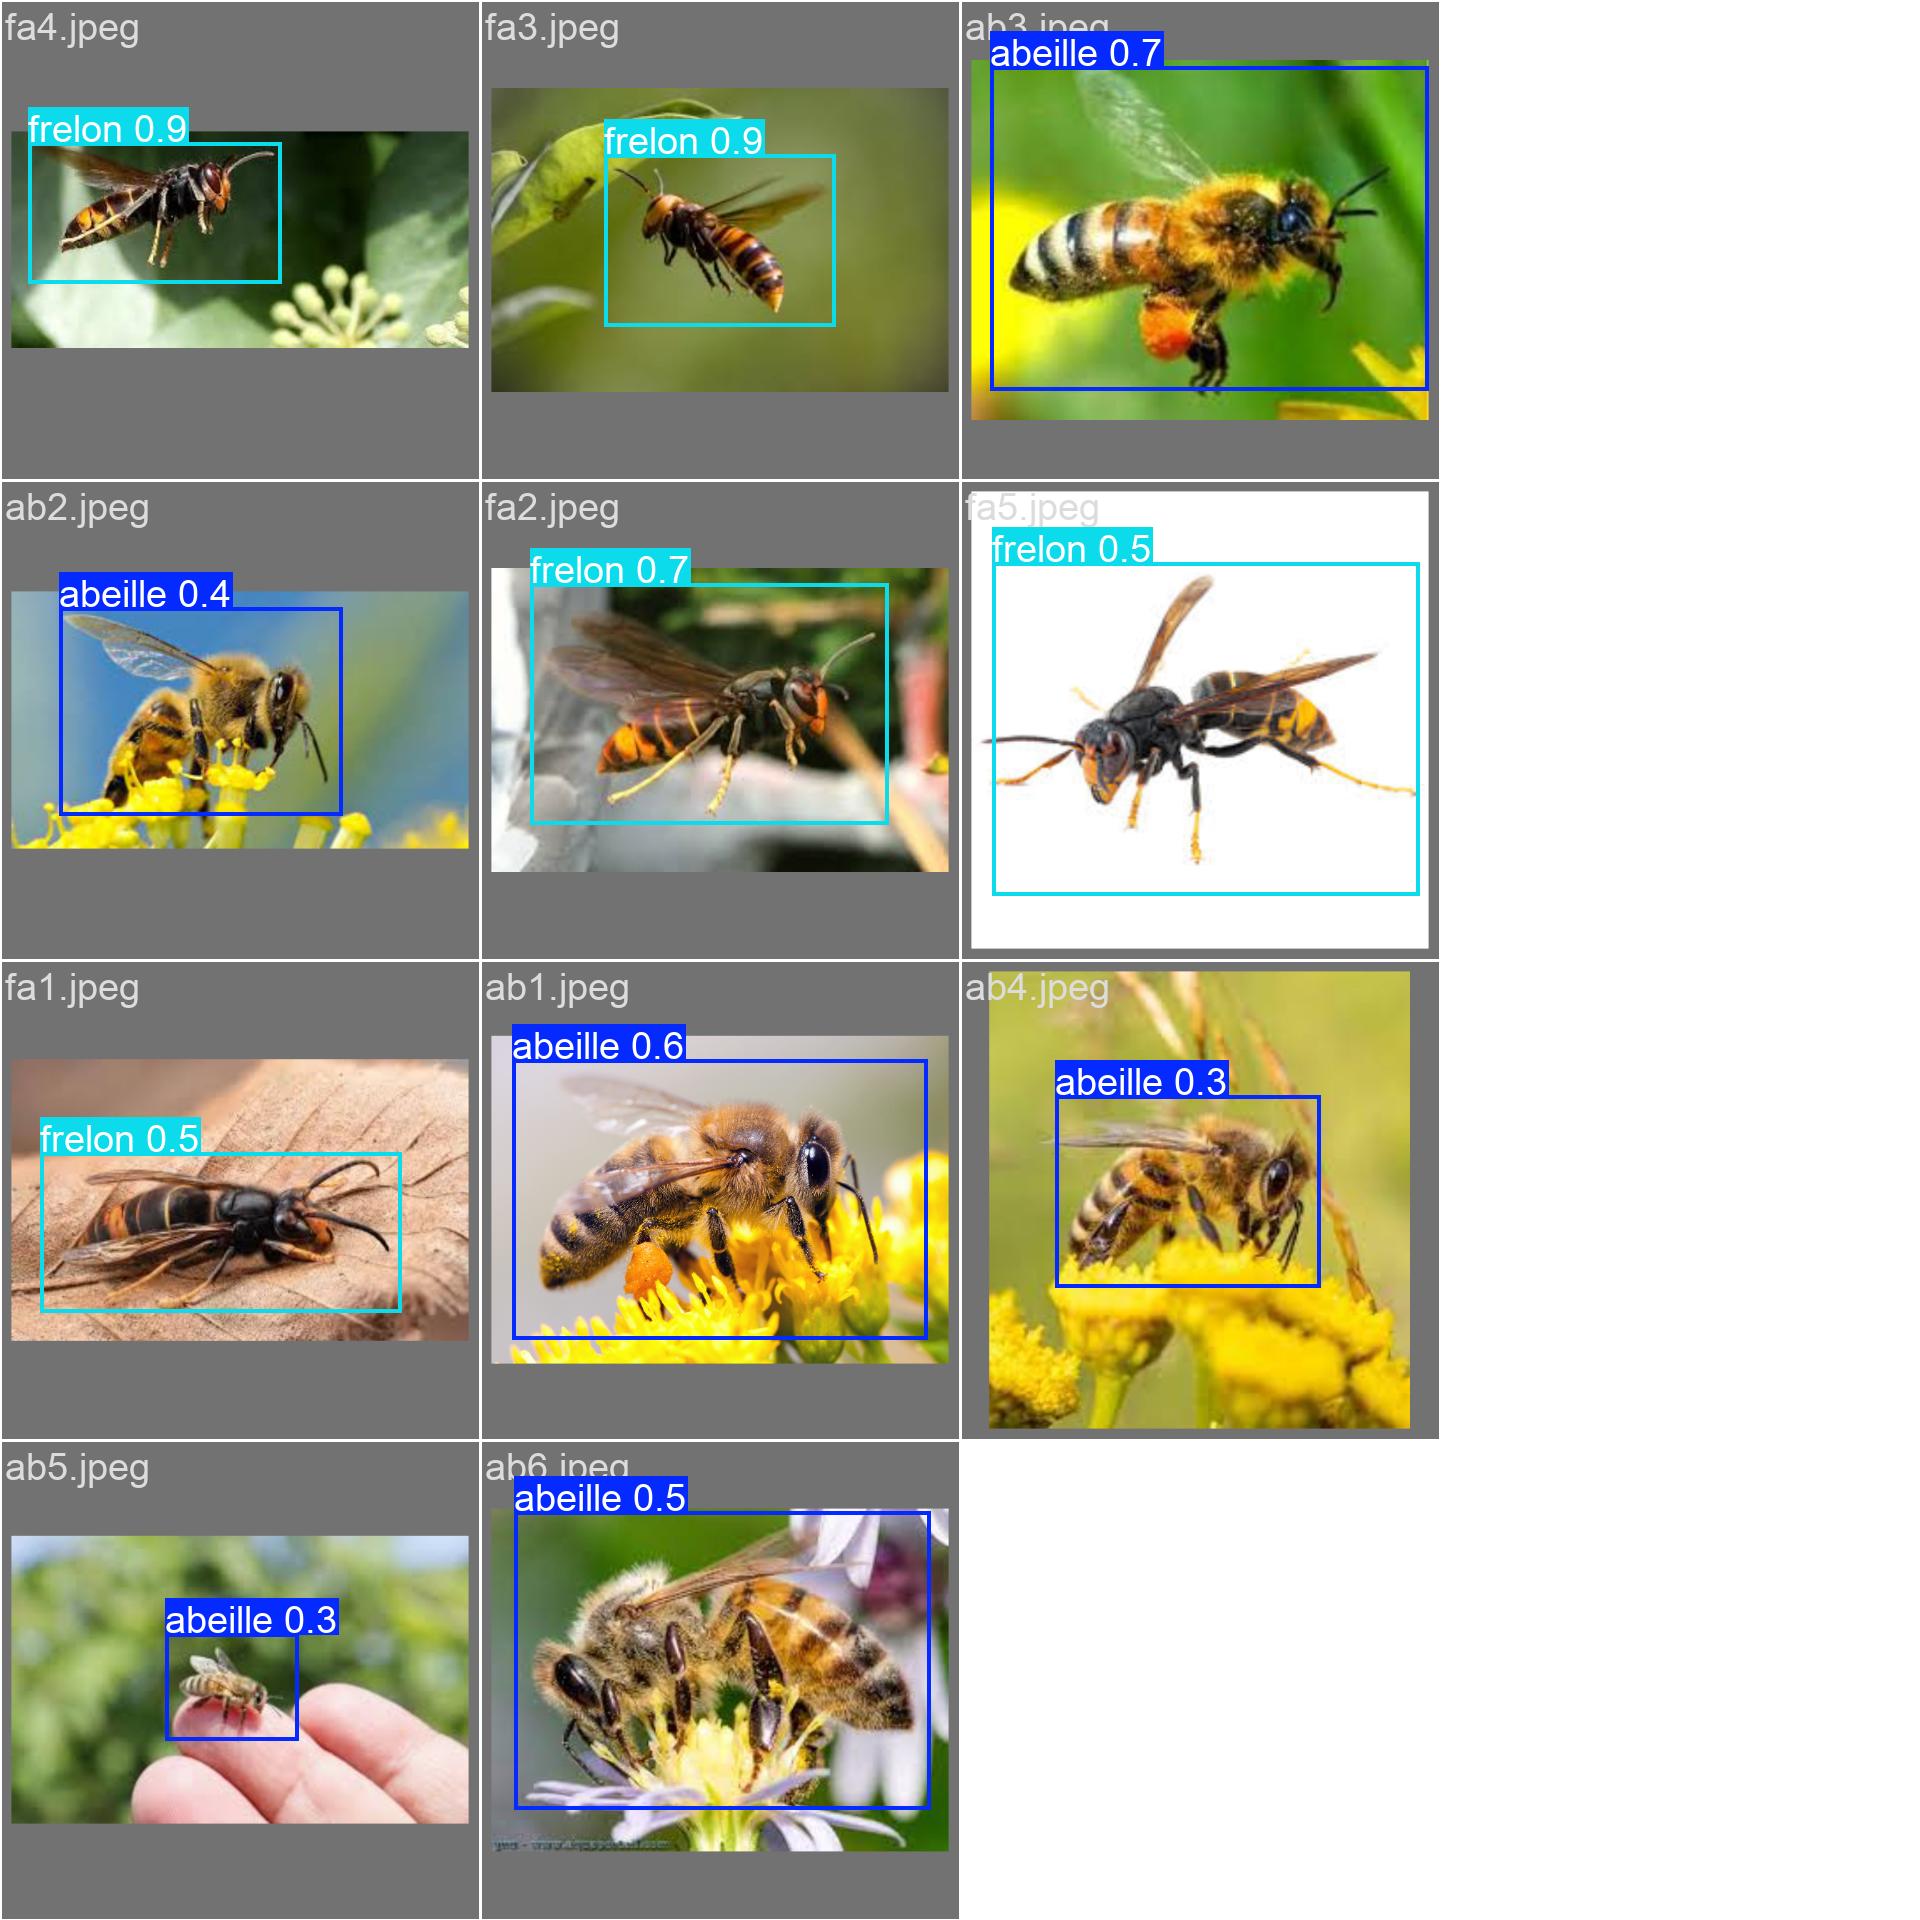 fa4.jpeg
frelon 0.9
fa3.jpeg
frelon 0.9
ab3.jpeg
abeille 0.7
ab2.jpeg
abeille 0.4
fa2.jpeg
frelon 0.7
fa5.jpeg
frelon 0.5
fa1.jpeg
frelon 0.5
ab1.jpeg
abeille 0.6
ab4.jpeg
abeille 0.3
ab5.jpeg
abeille 0.3
ab6.jpeg
abeille 0.5